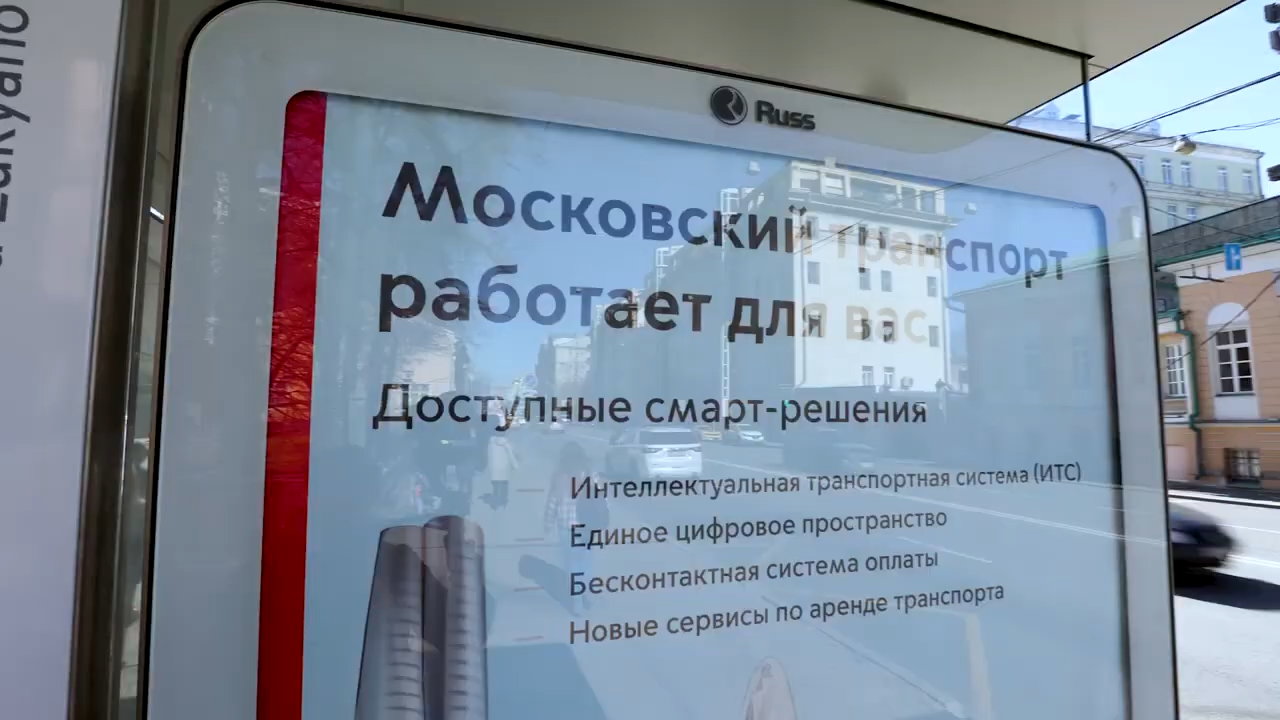 Russ
Московский транспорт
работает для вас
Доступные смарт-решения
Интеллектуальная транспортная система (ИТС)
Единое цифровое пространство
Бесконтактная система оплаты
Новые сервисы по аренде транспорта